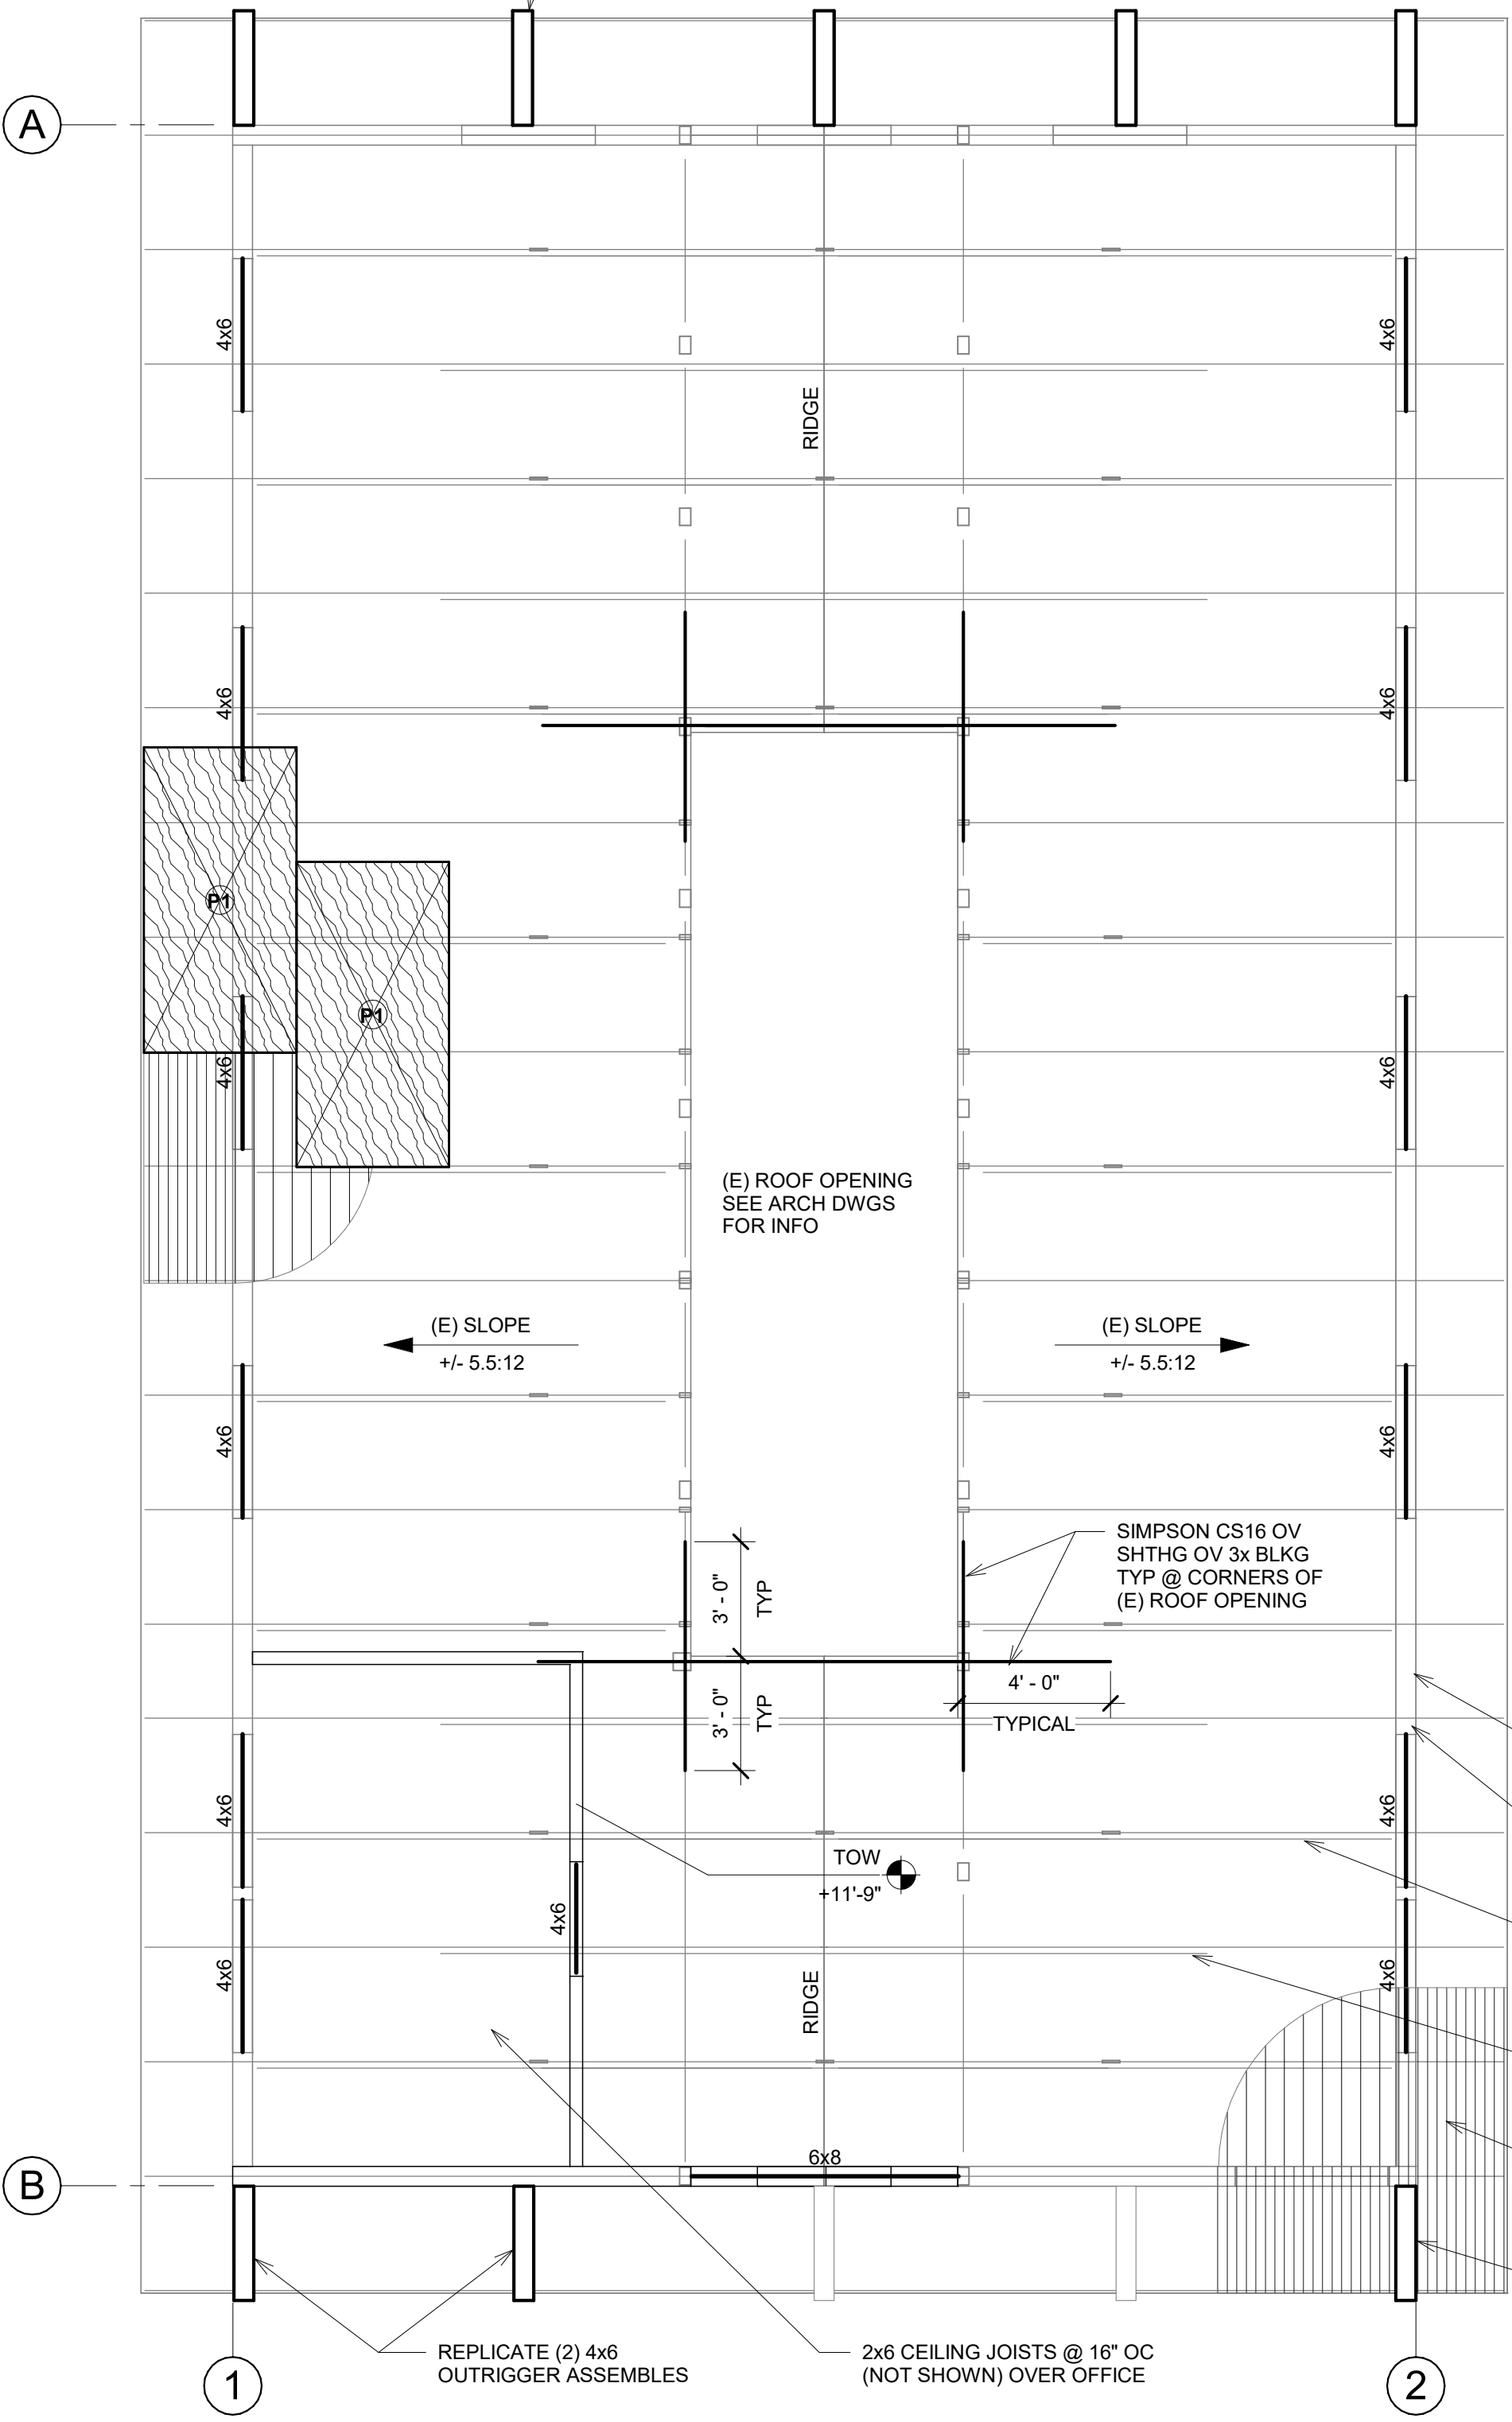 A
4x6
4x6
RIDGE
4x6
4x6
P1
P1
4x6
4x6
(E) ROOF OPENING
SEE ARCH DWGS
FOR INFO
(E) SLOPE
+/- 5.5:12
(E) SLOPE
+/- 5.5:12
4x6
4x6
SIMPSON CS16 OV
SHTHG OV 3x BLKG
TYP @ CORNERS OF
(E) ROOF OPENING
3' - 0"
TYP
3' - 0"
TYP
4' - 0"
TYPICAL
4x6
4x6
TOW
+11'-9"
4x6
4x6
4x6
RIDGE
6x8
B
REPLICATE (2) 4x6
OUTRIGGER ASSEMBLES
2x6 CEILING JOISTS @ 16" OC
(NOT SHOWN) OVER OFFICE
1
2